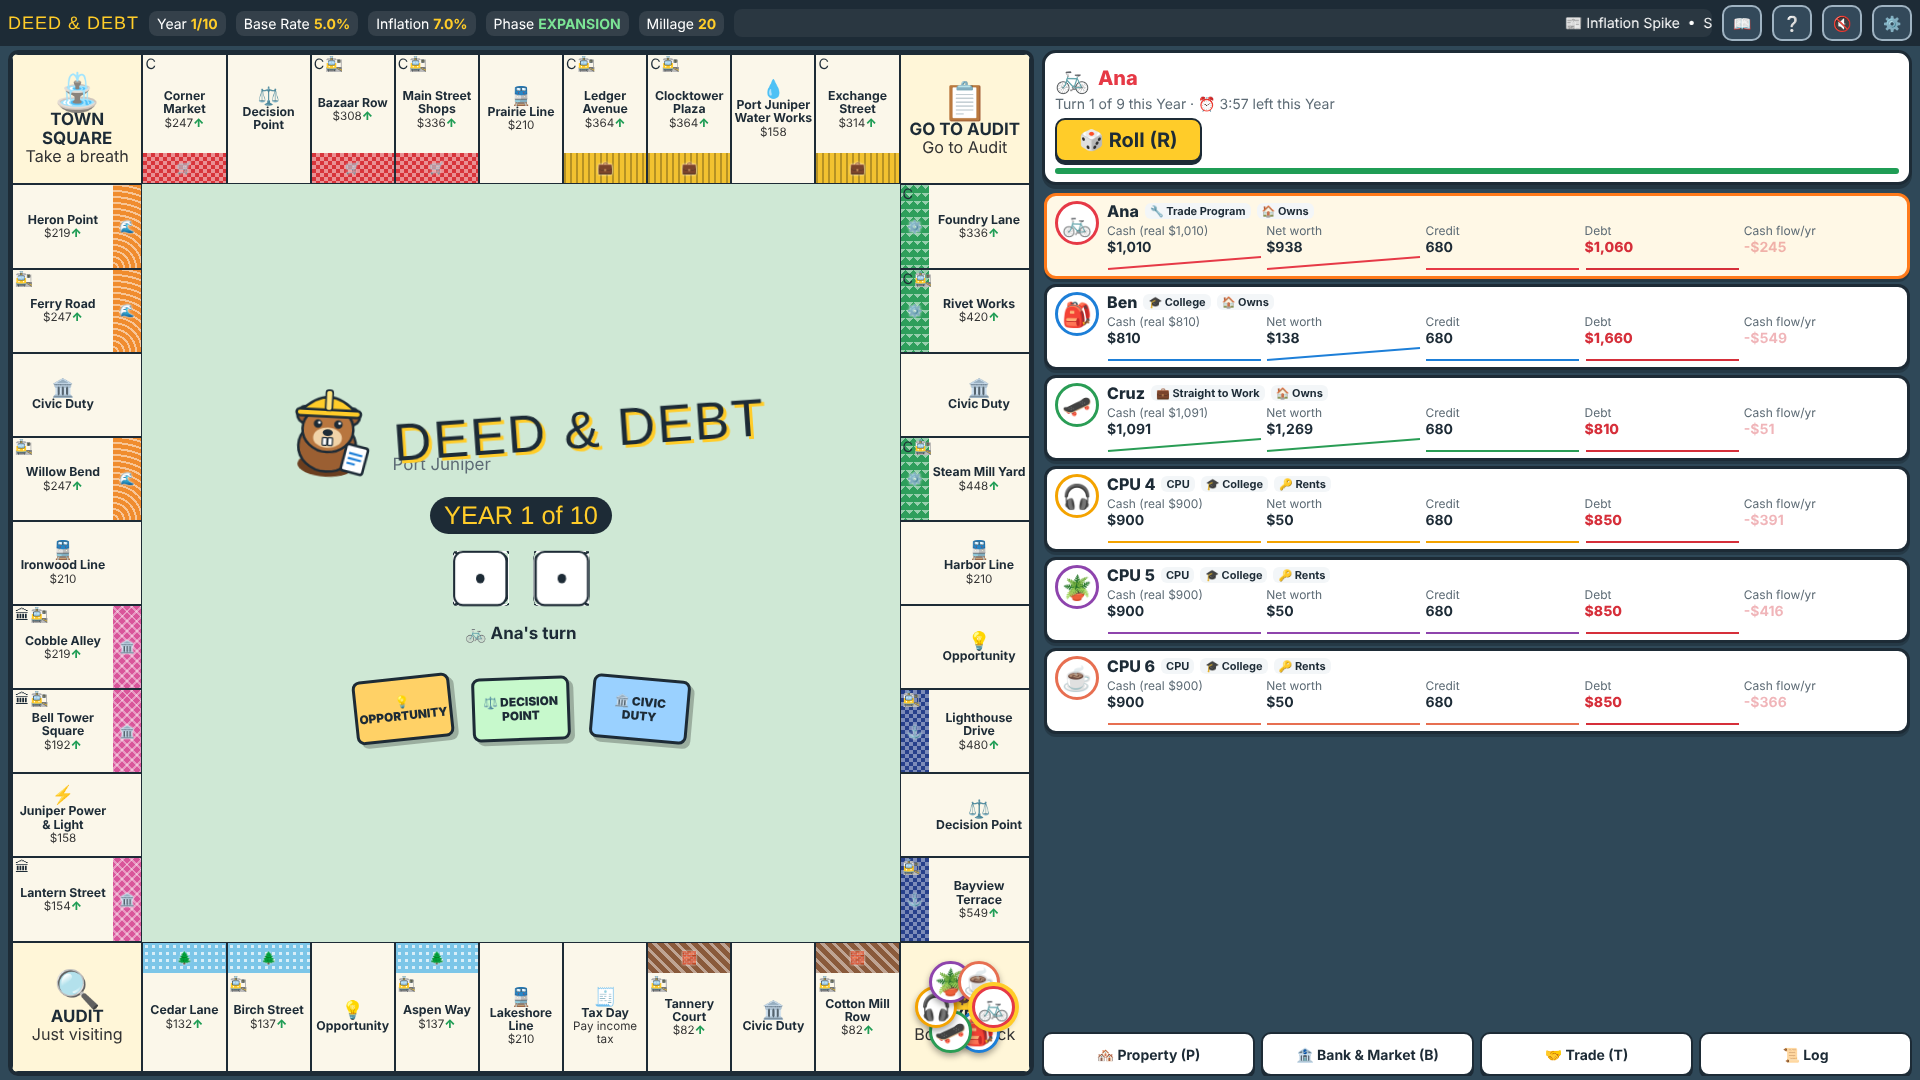 DEED & DEBT
Year 1/10
Base Rate 5.0%
Inflation 7.0%
Phase EXPANSION
Millage 20
Inflation Spike • S
?
TOWN
SQUARE
Take a breath
C
Corner
Market
$247↑
Decision
Point
C
Bazaar Row
$308↑
C
Main Street
Shops
$336↑
Prairie Line
$210
C
Ledger
Avenue
$364↑
C
Clocktower
Plaza
$364↑
Port Juniper
Water Works
$158
C
Exchange
Street
$314↑
GO TO AUDIT
Go to Audit
Heron Point
$219↑
Ferry Road
$247↑
Civic Duty
Willow Bend
$247↑
Ironwood Line
$210
Cobble Alley
$219↑
Bell Tower
Square
$192↑
Juniper Power
& Light
$158
Lantern Street
$154↑
C
Foundry Lane
$336↑
C
Rivet Works
$420↑
Civic Duty
C
Steam Mill Yard
$448↑
Harbor Line
$210
Opportunity
Lighthouse
Drive
$480↑
Decision Point
Bayview
Terrace
$549↑
DEED & DEBT
Port Juniper
YEAR 1 of 10
Ana's turn
OPPORTUNITY
DECISION
POINT
CIVIC
DUTY
AUDIT
Just visiting
Cedar Lane
$132↑
Birch Street
$137↑
Opportunity
Aspen Way
$137↑
Lakeshore
Line
$210
Tax Day
Pay income
tax
Tannery
Court
$82↑
Civic Duty
Cotton Mill
Row
$82↑
Ana
Turn 1 of 9 this Year · ⏰ 3:57 left this Year
Roll (R)
Ana Trade Program Owns
Cash (real $1,010) Net worth Credit Debt Cash flow/yr
$1,010 $938 680 $1,060 -$245
Ben College Owns
Cash (real $810) Net worth Credit Debt Cash flow/yr
$810 $138 680 $1,660 -$549
Cruz Straight to Work Owns
Cash (real $1,091) Net worth Credit Debt Cash flow/yr
$1,091 $1,269 680 $810 -$51
CPU 4 CPU College Rents
Cash (real $900) Net worth Credit Debt Cash flow/yr
$900 $50 680 $850 -$391
CPU 5 CPU College Rents
Cash (real $900) Net worth Credit Debt Cash flow/yr
$900 $50 680 $850 -$416
CPU 6 CPU College Rents
Cash (real $900) Net worth Credit Debt Cash flow/yr
$900 $50 680 $850 -$366
Property (P)
Bank & Market (B)
Trade (T)
Log